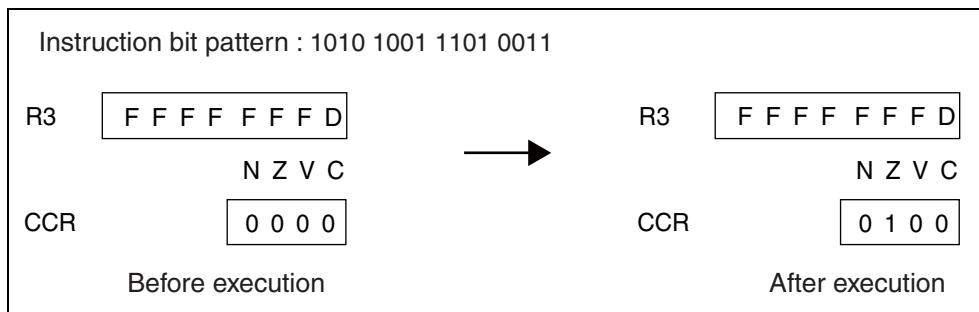 Instruction bit pattern : 1010 1001 1101 0011
R3 F F F F F F F D R3 F F F F F F F D
N Z V C N Z V C
CCR 0 0 0 0 CCR 0 1 0 0
Before execution After execution